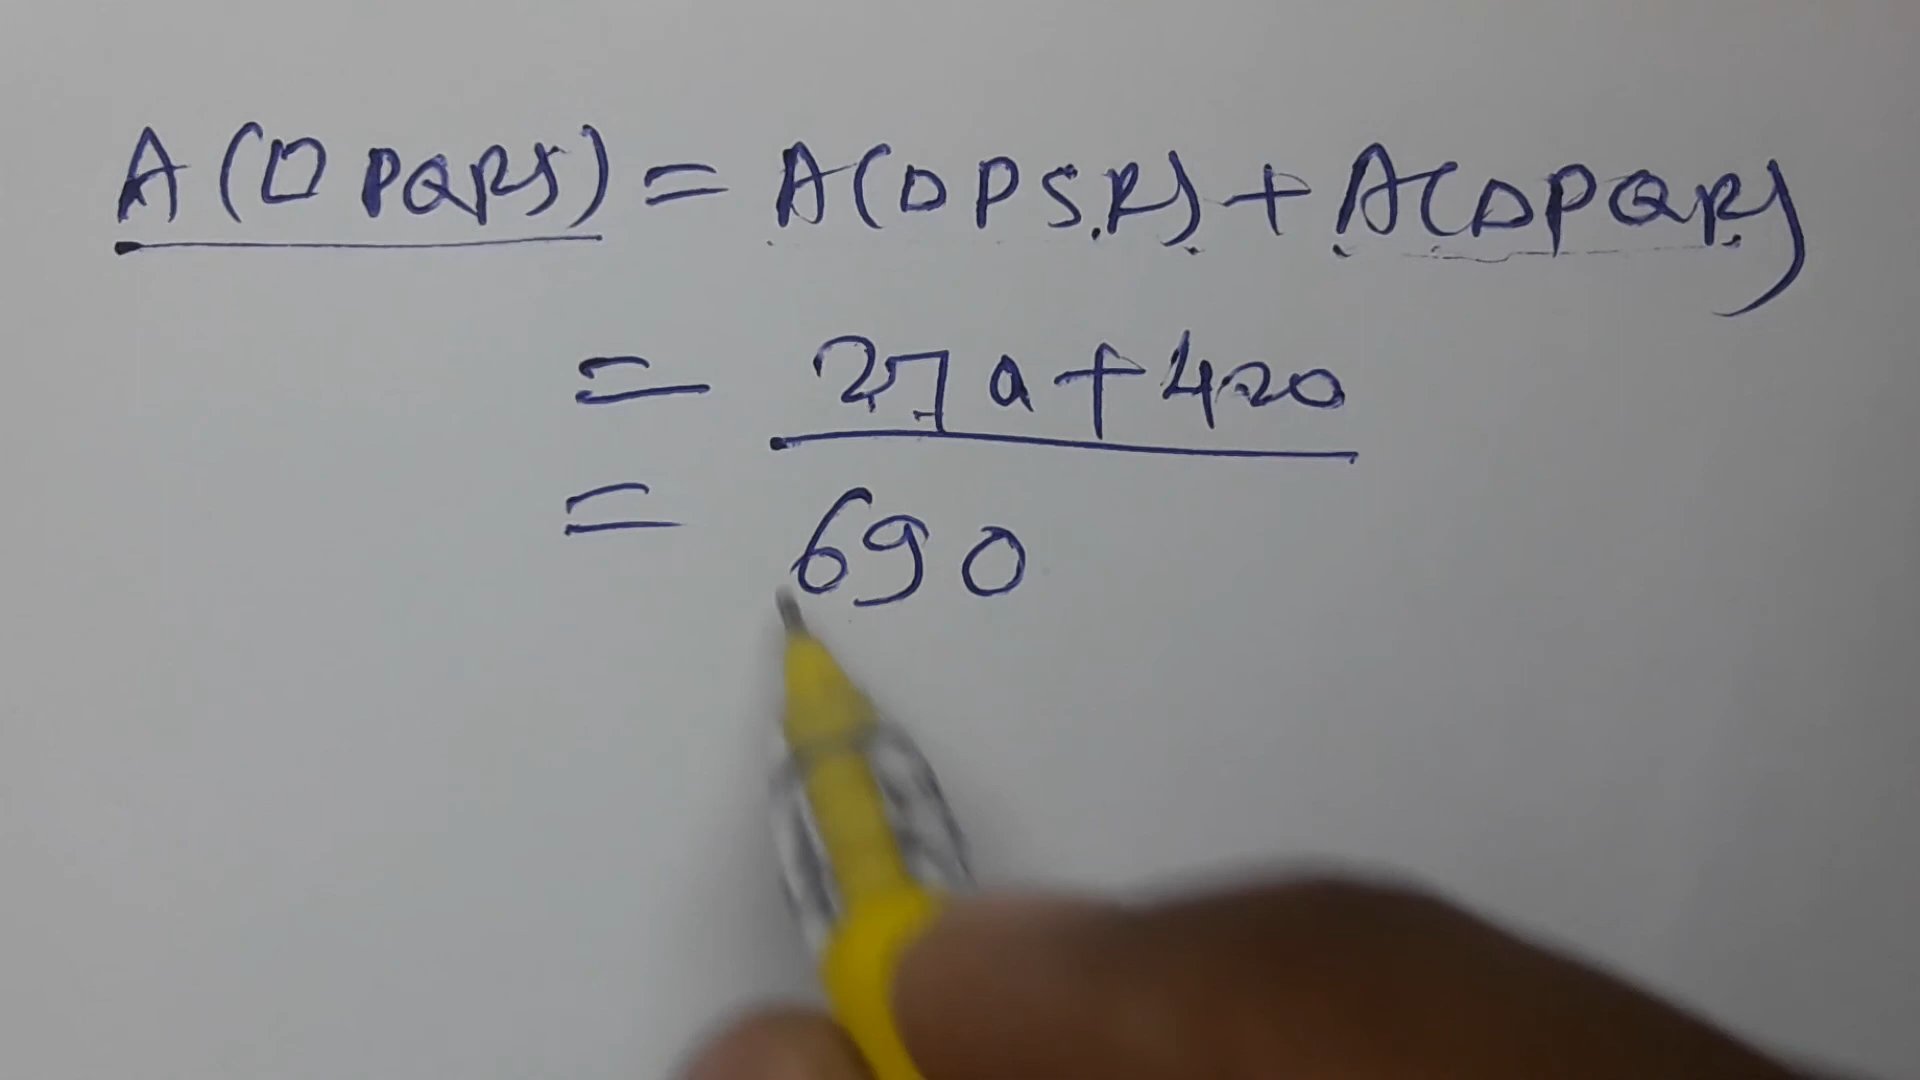 A(□ PQRS) = A(△PSR) + A(△PQR)
= 270 + 420
= 690